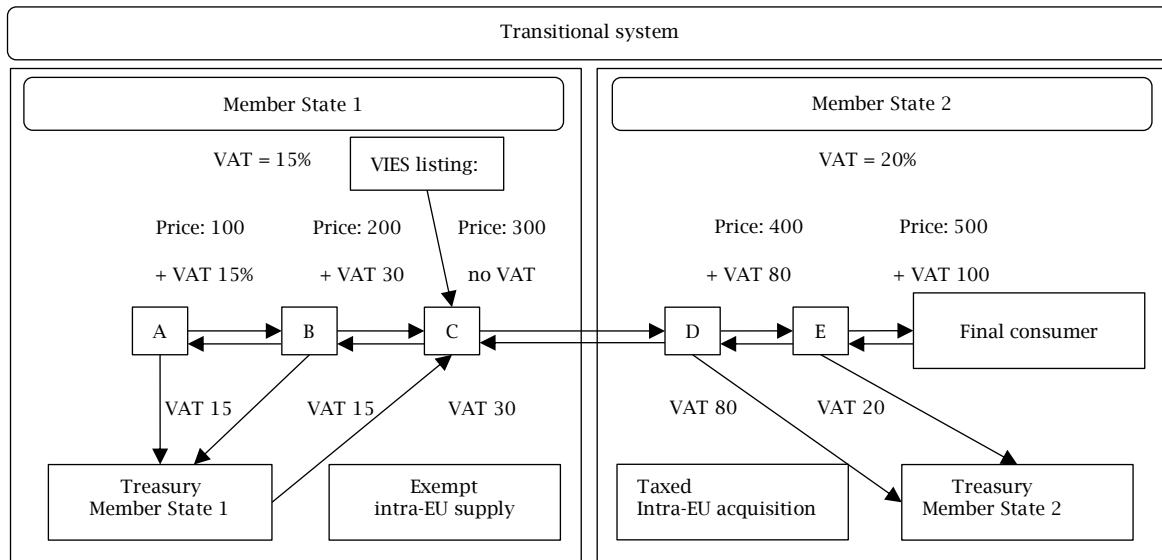 Transitional system
Member State 1
Member State 2
VAT = 15%
VIES listing:
VAT = 20%
Price: 100
Price: 200
Price: 300
Price: 400
Price: 500
+ VAT 15%
+ VAT 30
no VAT
+ VAT 80
+ VAT 100
A
B
C
D
E
Final consumer
VAT 15
VAT 15
VAT 30
VAT 80
VAT 20
Treasury
Member State 1
Exempt
intra-EU supply
Taxed
Intra-EU acquisition
Treasury
Member State 2